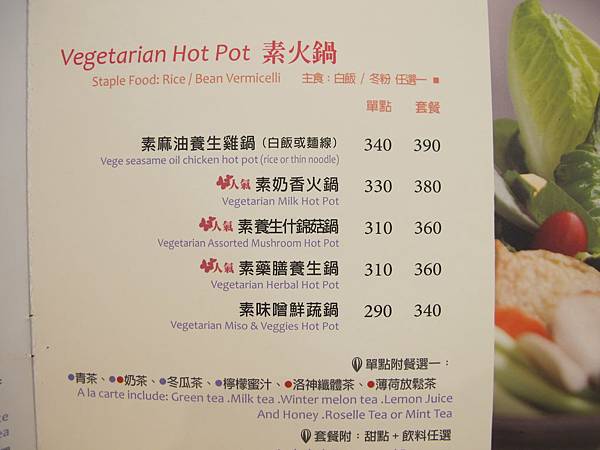 Vegetarian Hot Pot 素火鍋
Staple Food: Rice / Bean Vermicelli 主食：白飯 / 冬粉 任選一
單點 套餐
素麻油養生雞鍋（白飯或麵線） 340 390
Vege seasame oil chicken hot pot (rice or thin noodle)
人氣 素奶香火鍋 330 380
Vegetarian Milk Hot Pot
人氣 素養生什錦菇鍋 310 360
Vegetarian Assorted Mushroom Hot Pot
人氣 素藥膳養生鍋 310 360
Vegetarian Herbal Hot Pot
素味噌鮮蔬鍋 290 340
Vegetarian Miso & Veggies Hot Pot
單點附餐選一：
●青茶、●●奶茶、●冬瓜茶、●檸檬蜜汁、●洛神纖體茶、●薄荷放鬆茶
A la carte include: Green tea .Milk tea .Winter melon tea .Lemon Juice
And Honey .Roselle Tea or Mint Tea
套餐附：甜點 + 飲料任選